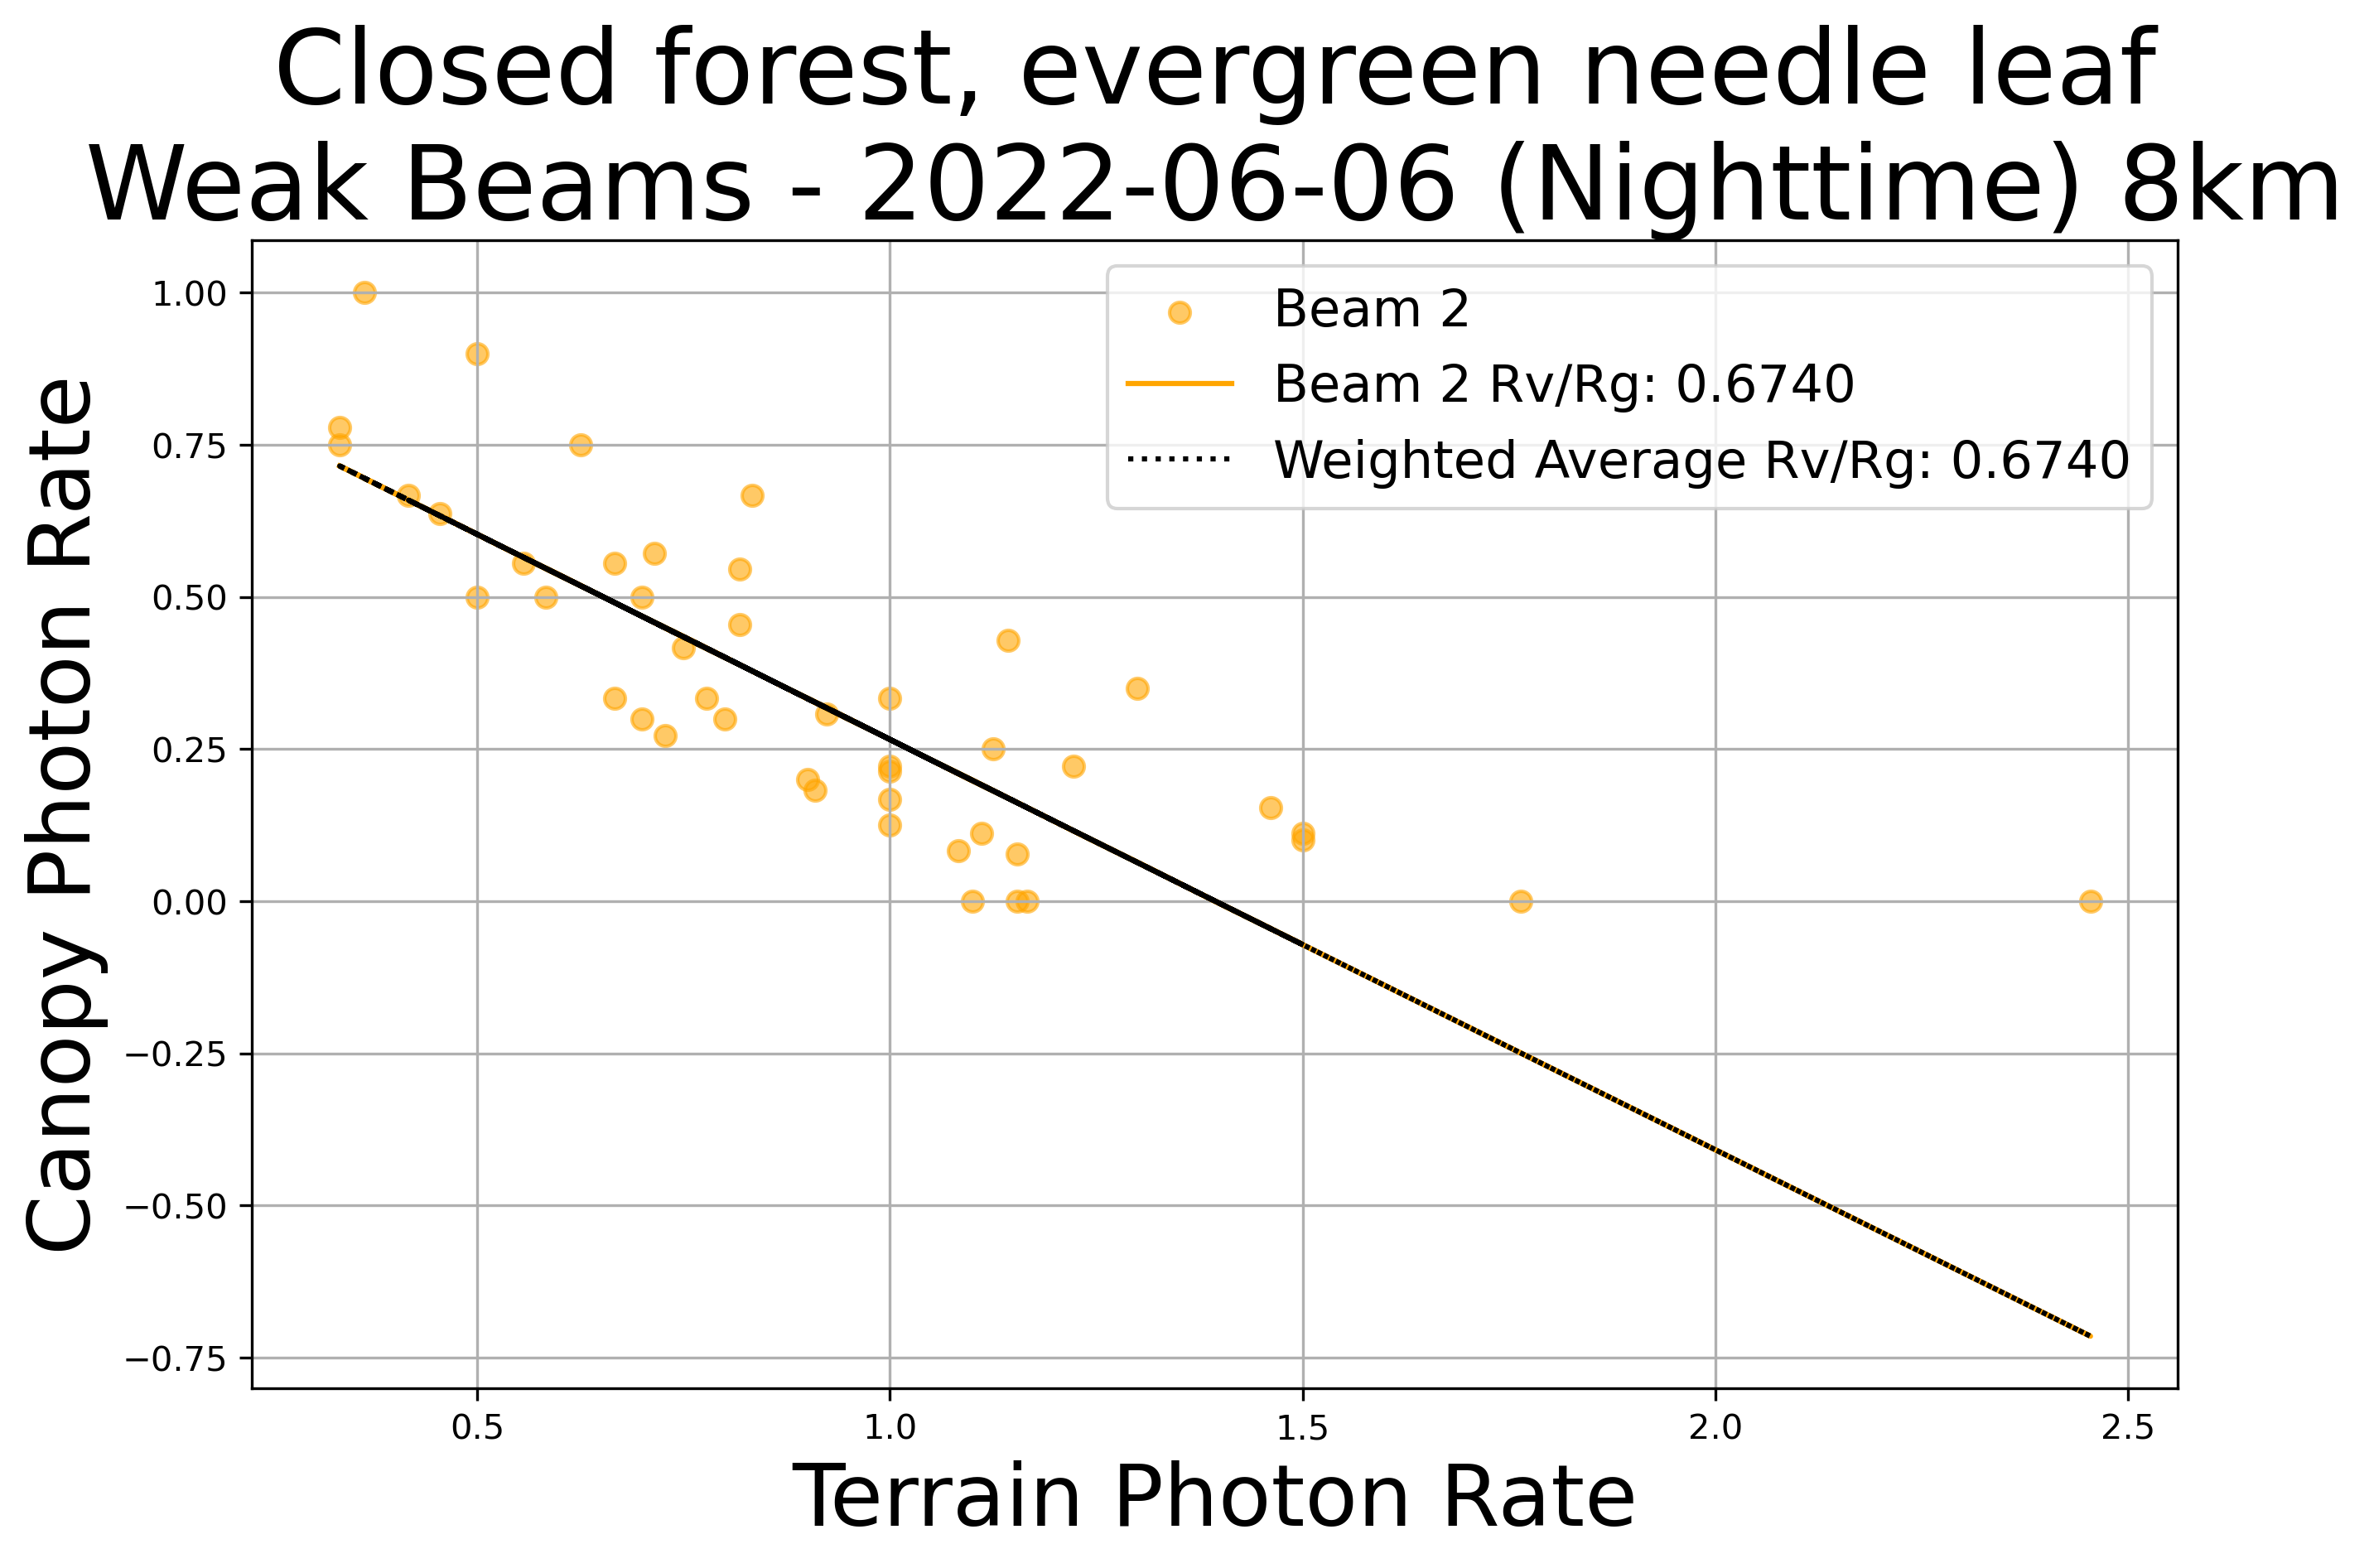 Closed forest, evergreen needle leaf
Weak Beams - 2022-06-06 (Nighttime) 8km
Beam 2
Beam 2 Rv/Rg: 0.6740
Weighted Average Rv/Rg: 0.6740
Canopy Photon Rate
1.00
0.75
0.50
0.25
0.00
−0.25
−0.50
−0.75
0.5 1.0 1.5 2.0 2.5
Terrain Photon Rate